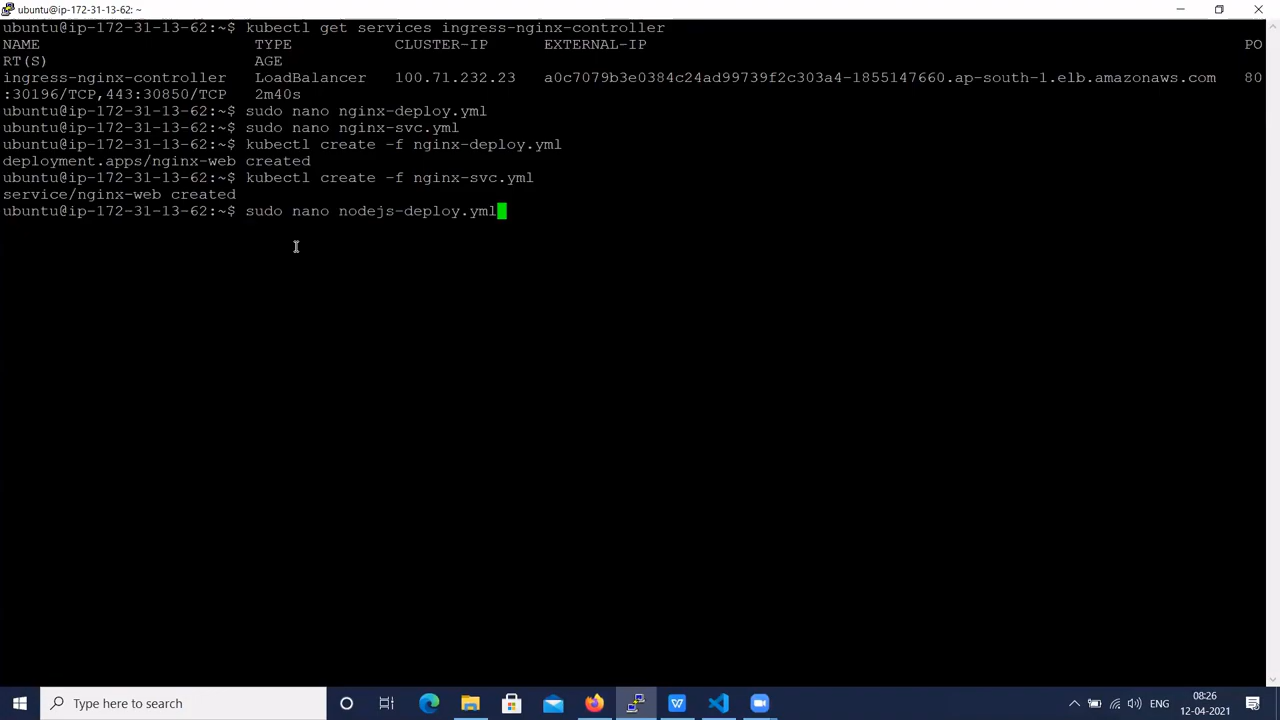 ubuntu@ip-172-31-13-62: ~
ubuntu@ip-172-31-13-62:~$ kubectl get services ingress-nginx-controller
NAME TYPE CLUSTER-IP EXTERNAL-IP PO
RT(S) AGE
ingress-nginx-controller LoadBalancer 100.71.232.23 a0c7079b3e0384c24ad99739f2c303a4-1855147660.ap-south-1.elb.amazonaws.com 80
:30196/TCP,443:30850/TCP 2m40s
ubuntu@ip-172-31-13-62:~$ sudo nano nginx-deploy.yml
ubuntu@ip-172-31-13-62:~$ sudo nano nginx-svc.yml
ubuntu@ip-172-31-13-62:~$ kubectl create -f nginx-deploy.yml
deployment.apps/nginx-web created
ubuntu@ip-172-31-13-62:~$ kubectl create -f nginx-svc.yml
service/nginx-web created
ubuntu@ip-172-31-13-62:~$ sudo nano nodejs-deploy.yml
Type here to search
ENG
08:26
12-04-2021